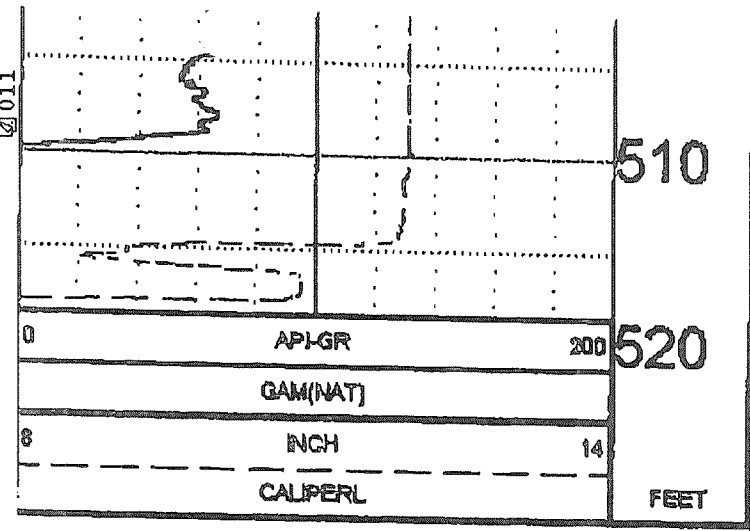 011
510
0 API-GR 200
520
GAM(NAT)
8 INCH 14
CALIPERL
FEET